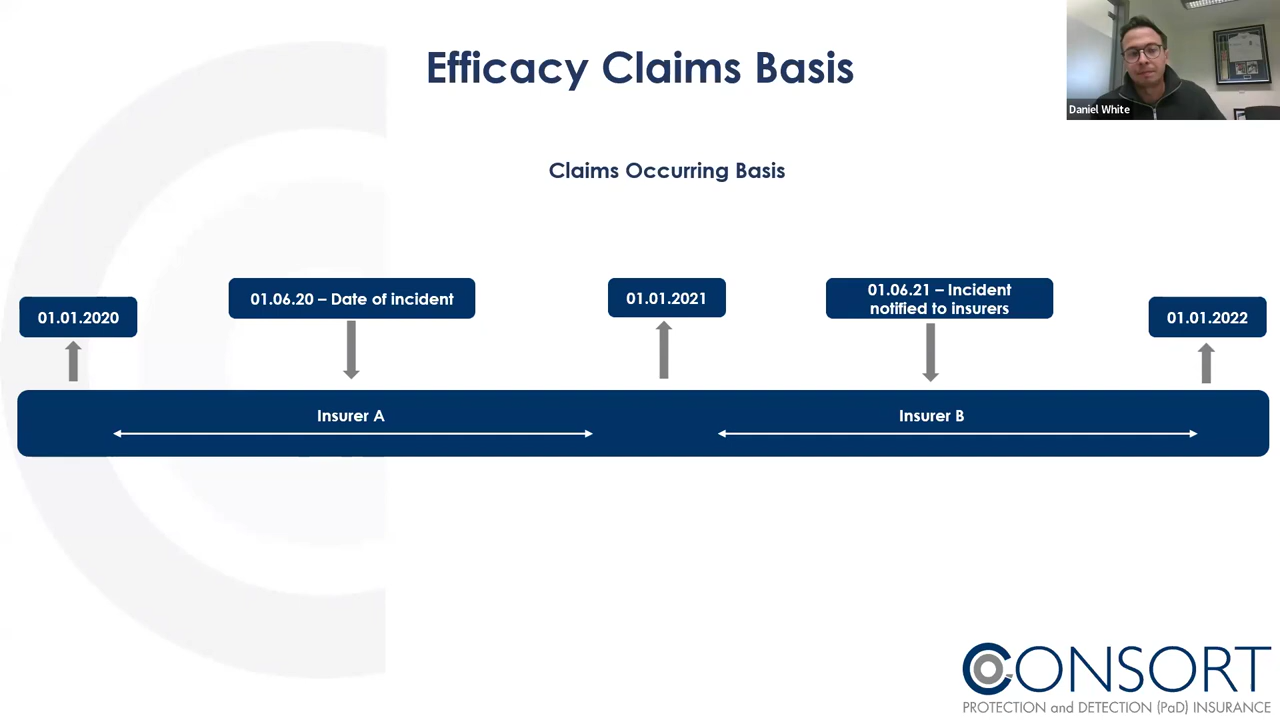 Efficacy Claims Basis
Daniel White
Claims Occurring Basis
01.01.2020
01.06.20 – Date of incident
01.01.2021
01.06.21 – Incident
notified to insurers
01.01.2022
Insurer A
Insurer B
CONSORT
PROTECTION and DETECTION (PaD) INSURANCE